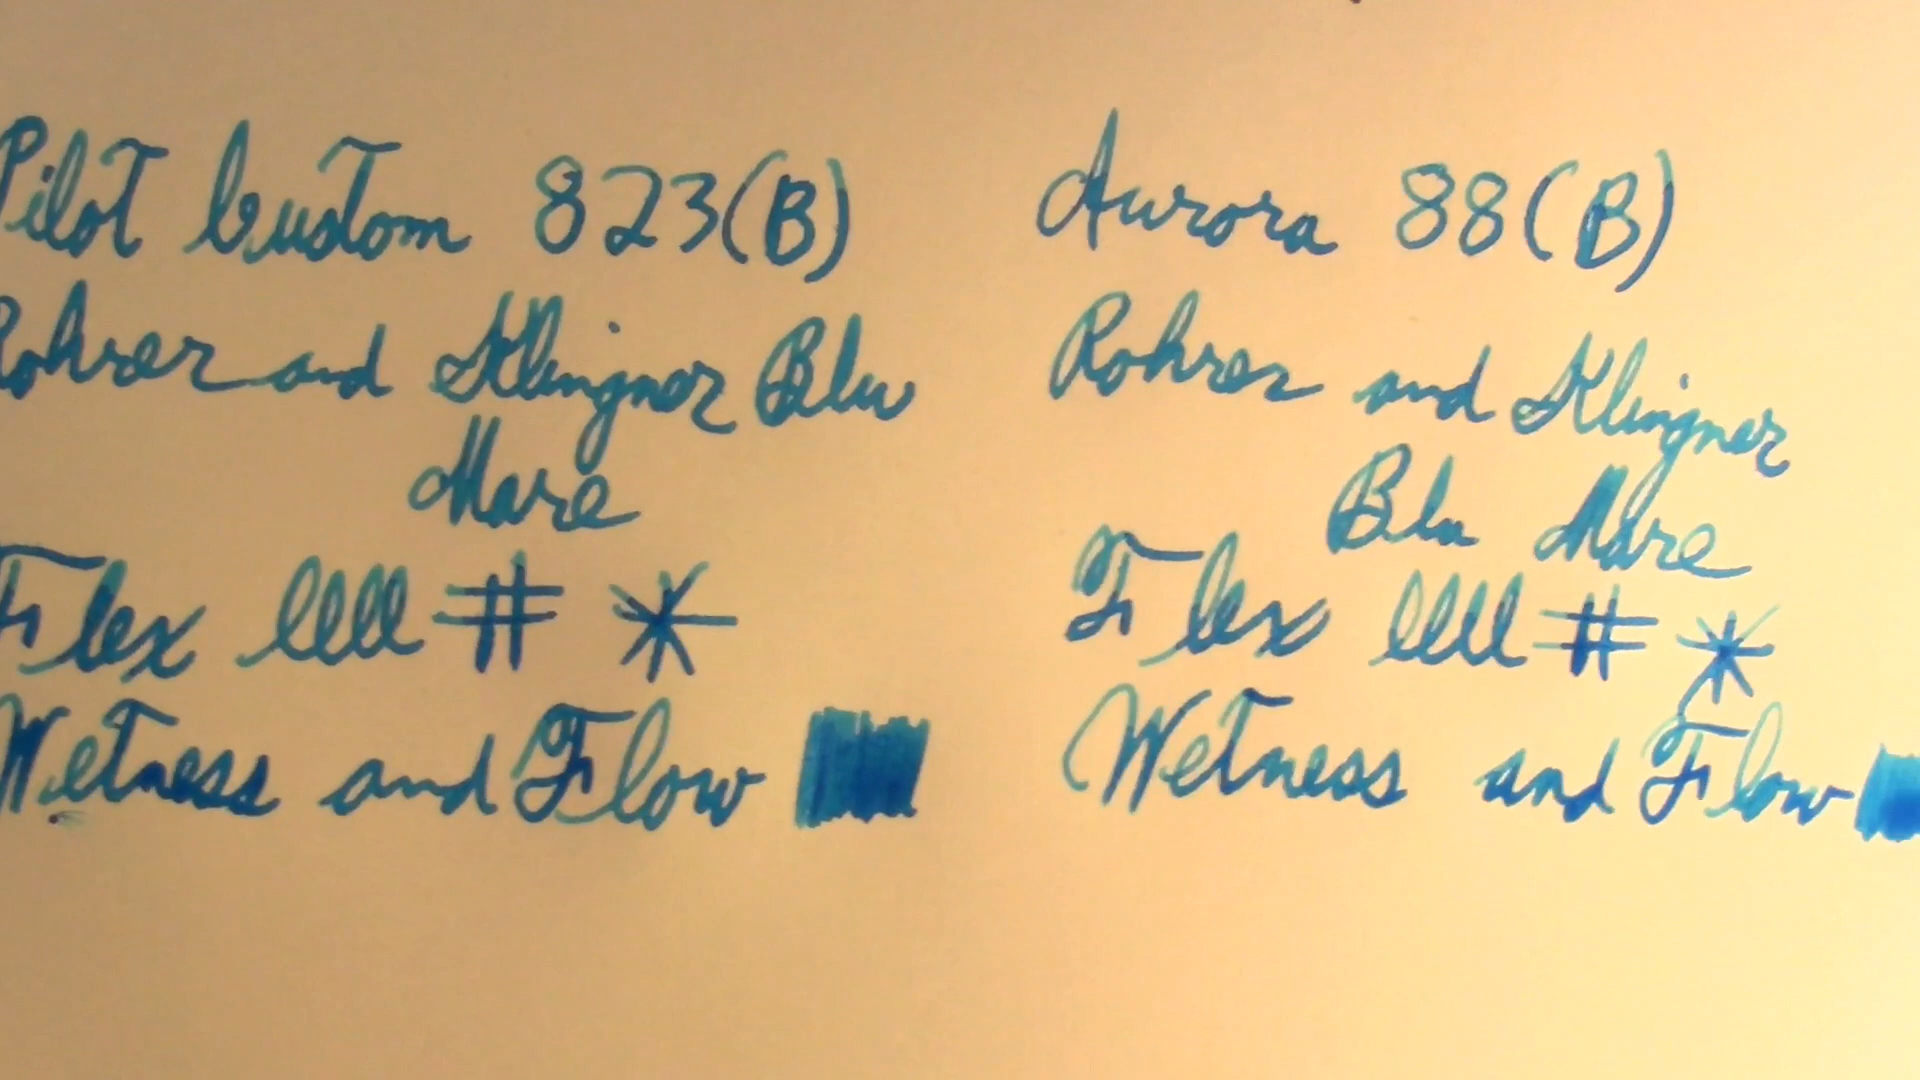 Pilot Custom 823(B)
Rohrer and Klingner Blu
Mare
Flex llll # *
Wetness and Flow
Aurora 88(B)
Rohrer and Klingner
Blu Mare
Flex llll # *
Wetness and Flow